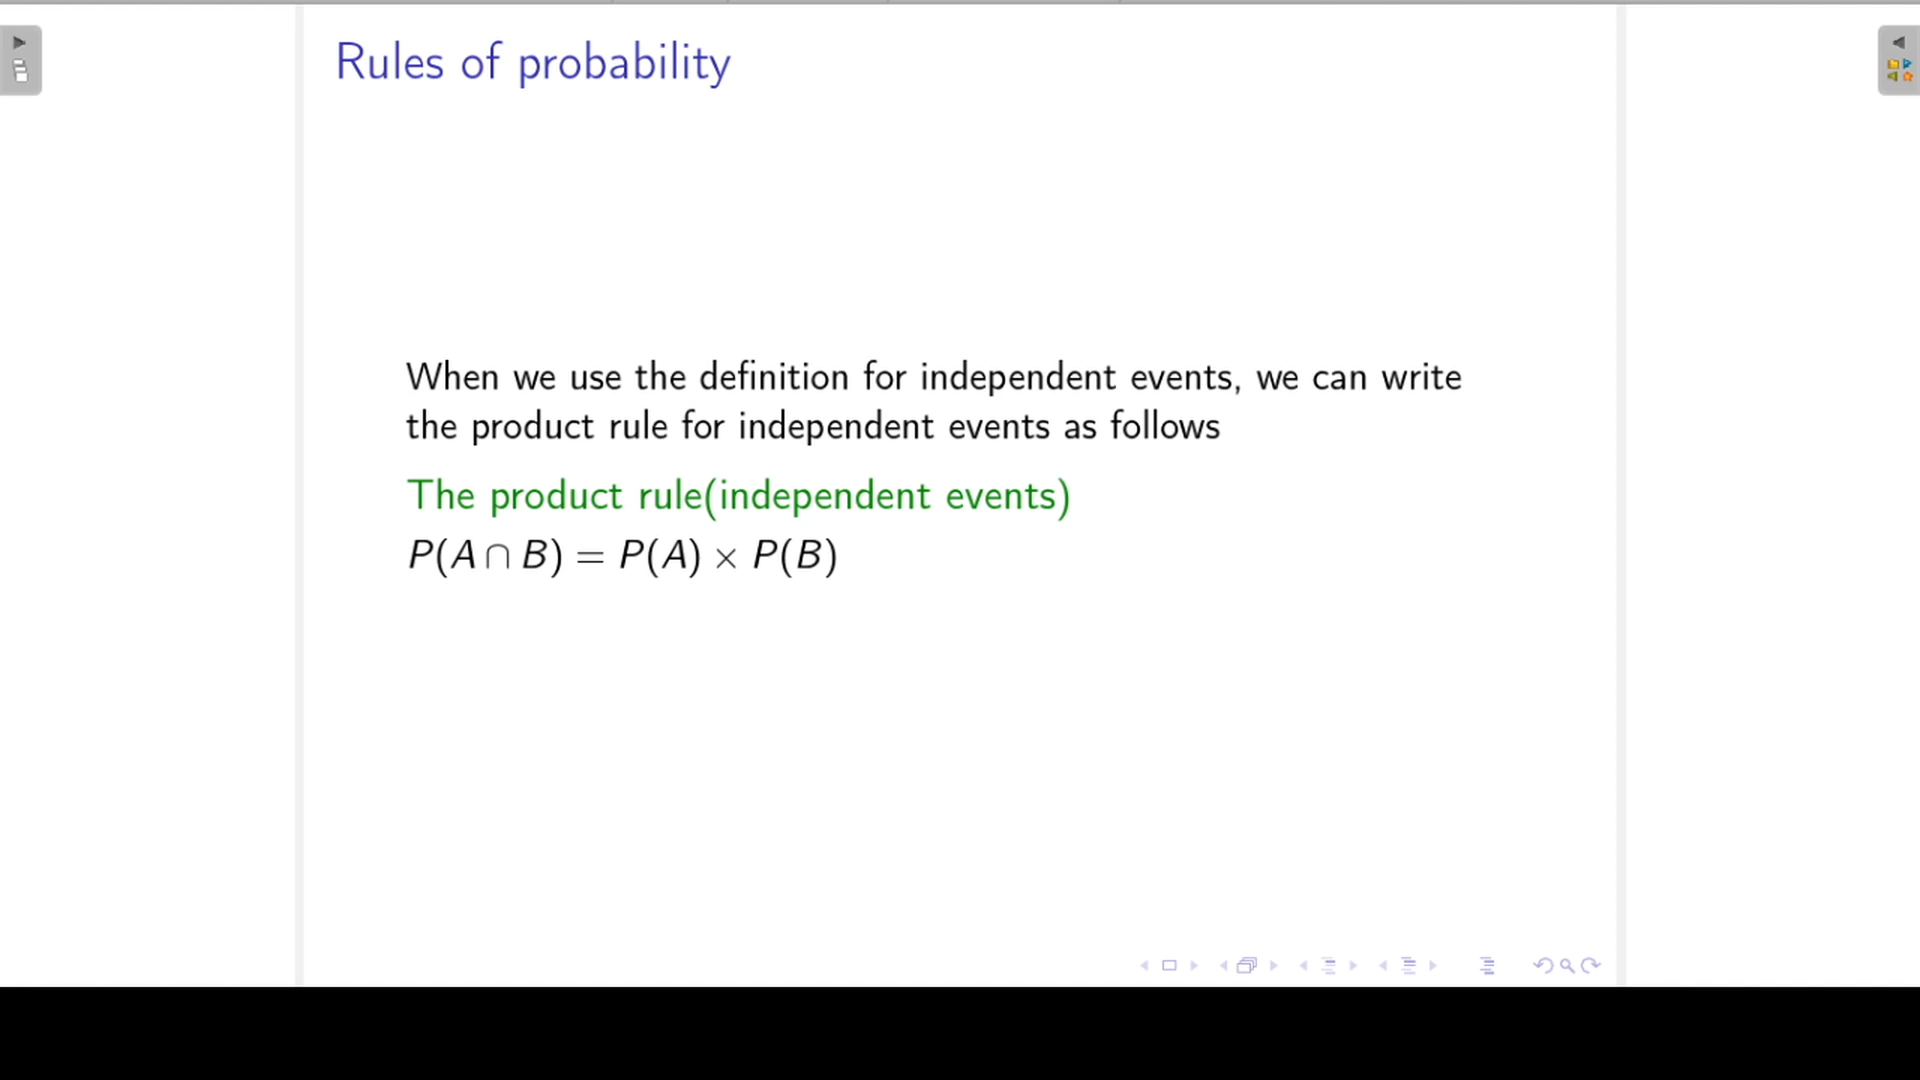 Rules of probability
When we use the definition for independent events, we can write
the product rule for independent events as follows
The product rule(independent events)
P(A ∩ B) = P(A) × P(B)